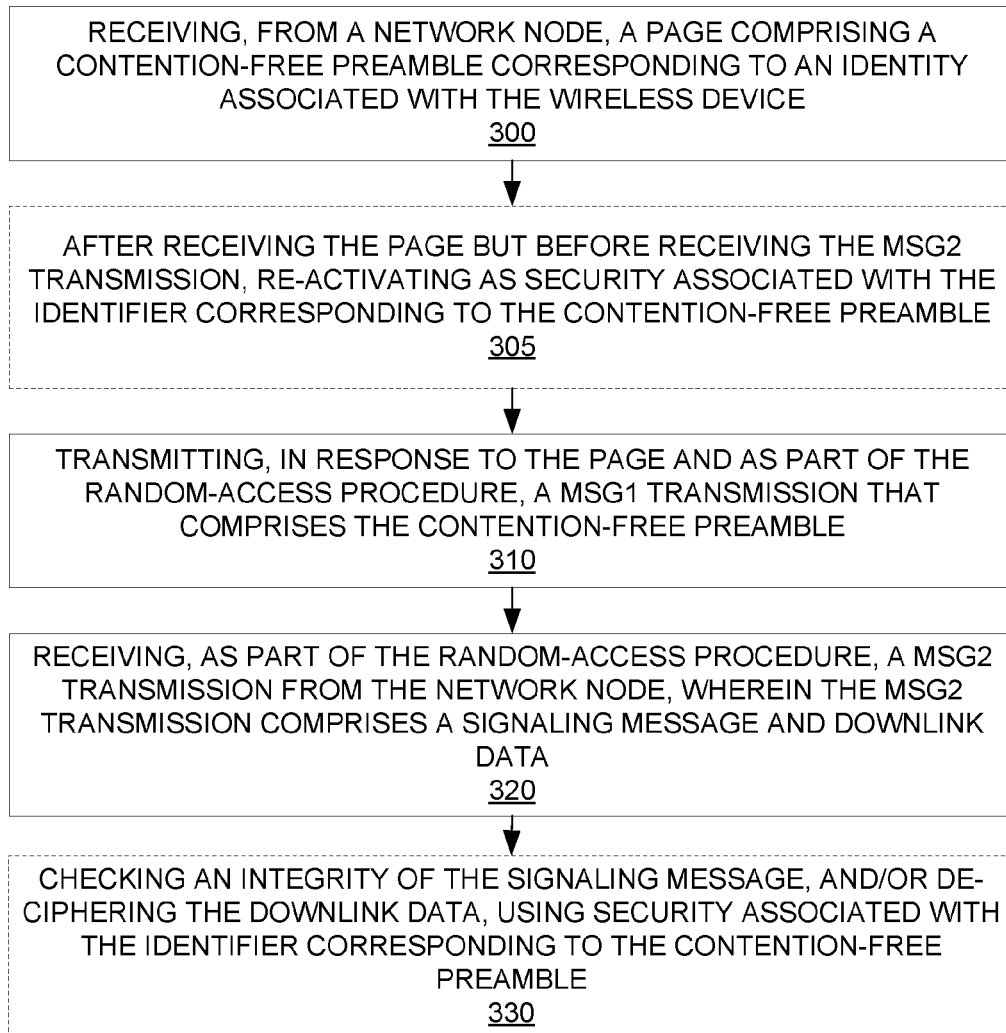 RECEIVING, FROM A NETWORK NODE, A PAGE COMPRISING A
CONTENTION-FREE PREAMBLE CORRESPONDING TO AN IDENTITY
ASSOCIATED WITH THE WIRELESS DEVICE
300
AFTER RECEIVING THE PAGE BUT BEFORE RECEIVING THE MSG2
TRANSMISSION, RE-ACTIVATING AS SECURITY ASSOCIATED WITH THE
IDENTIFIER CORRESPONDING TO THE CONTENTION-FREE PREAMBLE
305
TRANSMITTING, IN RESPONSE TO THE PAGE AND AS PART OF THE
RANDOM-ACCESS PROCEDURE, A MSG1 TRANSMISSION THAT
COMPRISES THE CONTENTION-FREE PREAMBLE
310
RECEIVING, AS PART OF THE RANDOM-ACCESS PROCEDURE, A MSG2
TRANSMISSION FROM THE NETWORK NODE, WHEREIN THE MSG2
TRANSMISSION COMPRISES A SIGNALING MESSAGE AND DOWNLINK
DATA
320
CHECKING AN INTEGRITY OF THE SIGNALING MESSAGE, AND/OR DE-
CIPHERING THE DOWNLINK DATA, USING SECURITY ASSOCIATED WITH
THE IDENTIFIER CORRESPONDING TO THE CONTENTION-FREE
PREAMBLE
330